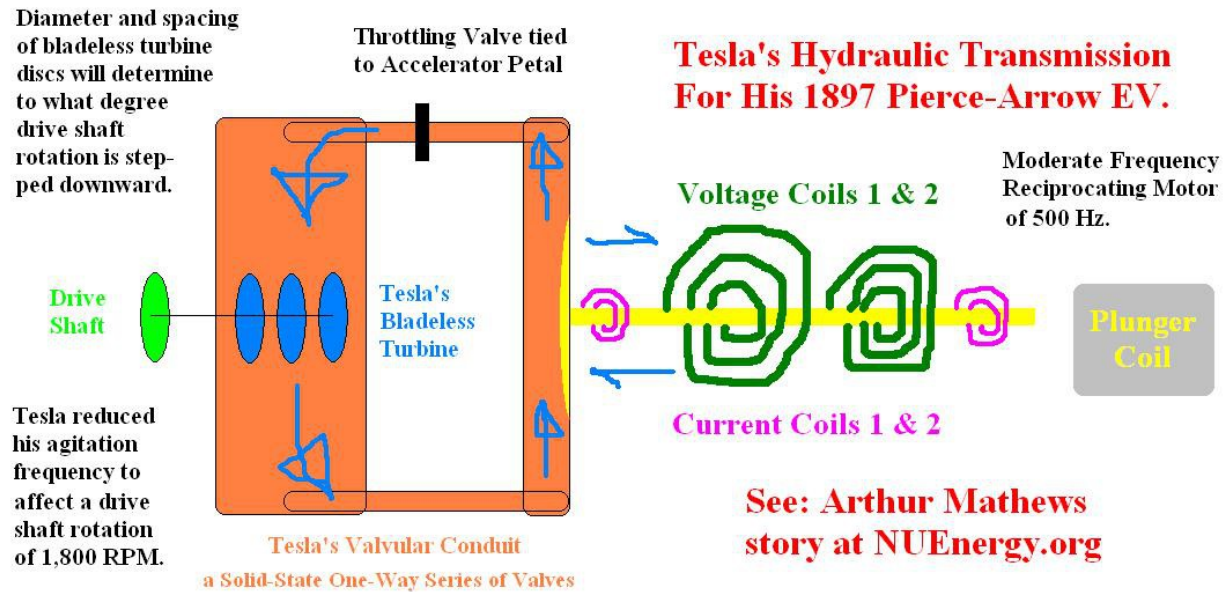 Diameter and spacing
of bladeless turbine
discs will determine
to what degree
drive shaft
rotation is step-
ped downward.
Throttling Valve tied
to Accelerator Petal
Tesla's Hydraulic Transmission
For His 1897 Pierce-Arrow EV.
Moderate Frequency
Reciprocating Motor
of 500 Hz.
Voltage Coils 1 & 2
Drive
Shaft
Tesla's
Bladeless
Turbine
Plunger
Coil
Current Coils 1 & 2
Tesla reduced
his agitation
frequency to
affect a drive
shaft rotation
of 1,800 RPM.
Tesla's Valvular Conduit
a Solid-State One-Way Series of Valves
See: Arthur Mathews
story at NUEnergy.org